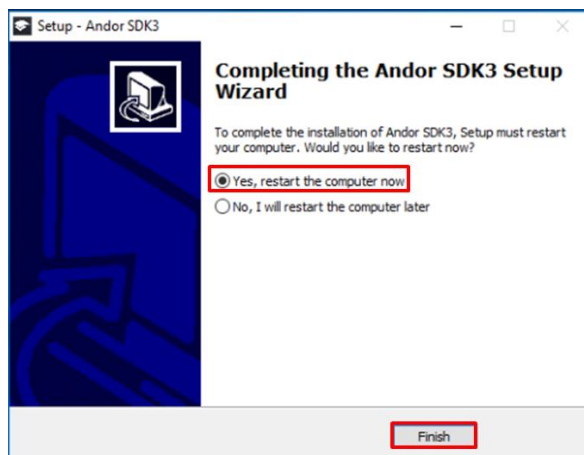 Setup - Andor SDK3
Completing the Andor SDK3 Setup
Wizard
To complete the installation of Andor SDK3, Setup must restart
your computer. Would you like to restart now?
Yes, restart the computer now
No, I will restart the computer later
Finish